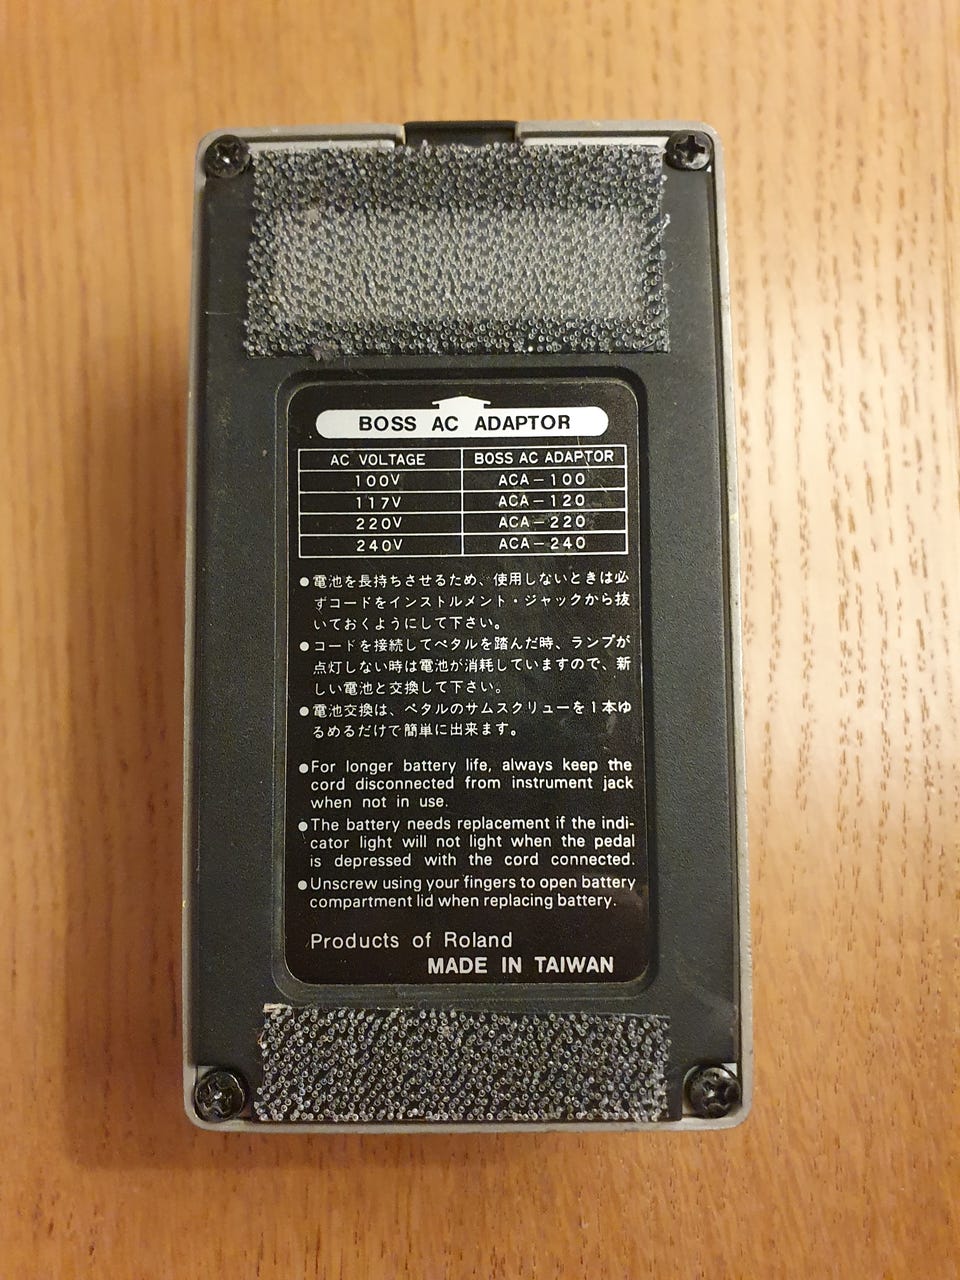 BOSS AC ADAPTOR
AC VOLTAGE BOSS AC ADAPTOR
100V ACA-100
117V ACA-120
220V ACA-220
240V ACA-240
●電池を長持ちさせるため、使用しないときは必
ずコードをインストルメント・ジャックから抜
いておくようにして下さい。
●コードを接続してペタルを踏んだ時、ランプが
点灯しない時は電池が消耗していますので、新
しい電池と交換して下さい。
●電池交換は、ペタルのサムスクリューを1本ゆ
るめるだけで簡単に出来ます。
●For longer battery life, always keep the
cord disconnected from instrument jack
when not in use.
●The battery needs replacement if the indi-
cator light will not light when the pedal
is depressed with the cord connected.
●Unscrew using your fingers to open battery
compartment lid when replacing battery.
Products of Roland
MADE IN TAIWAN